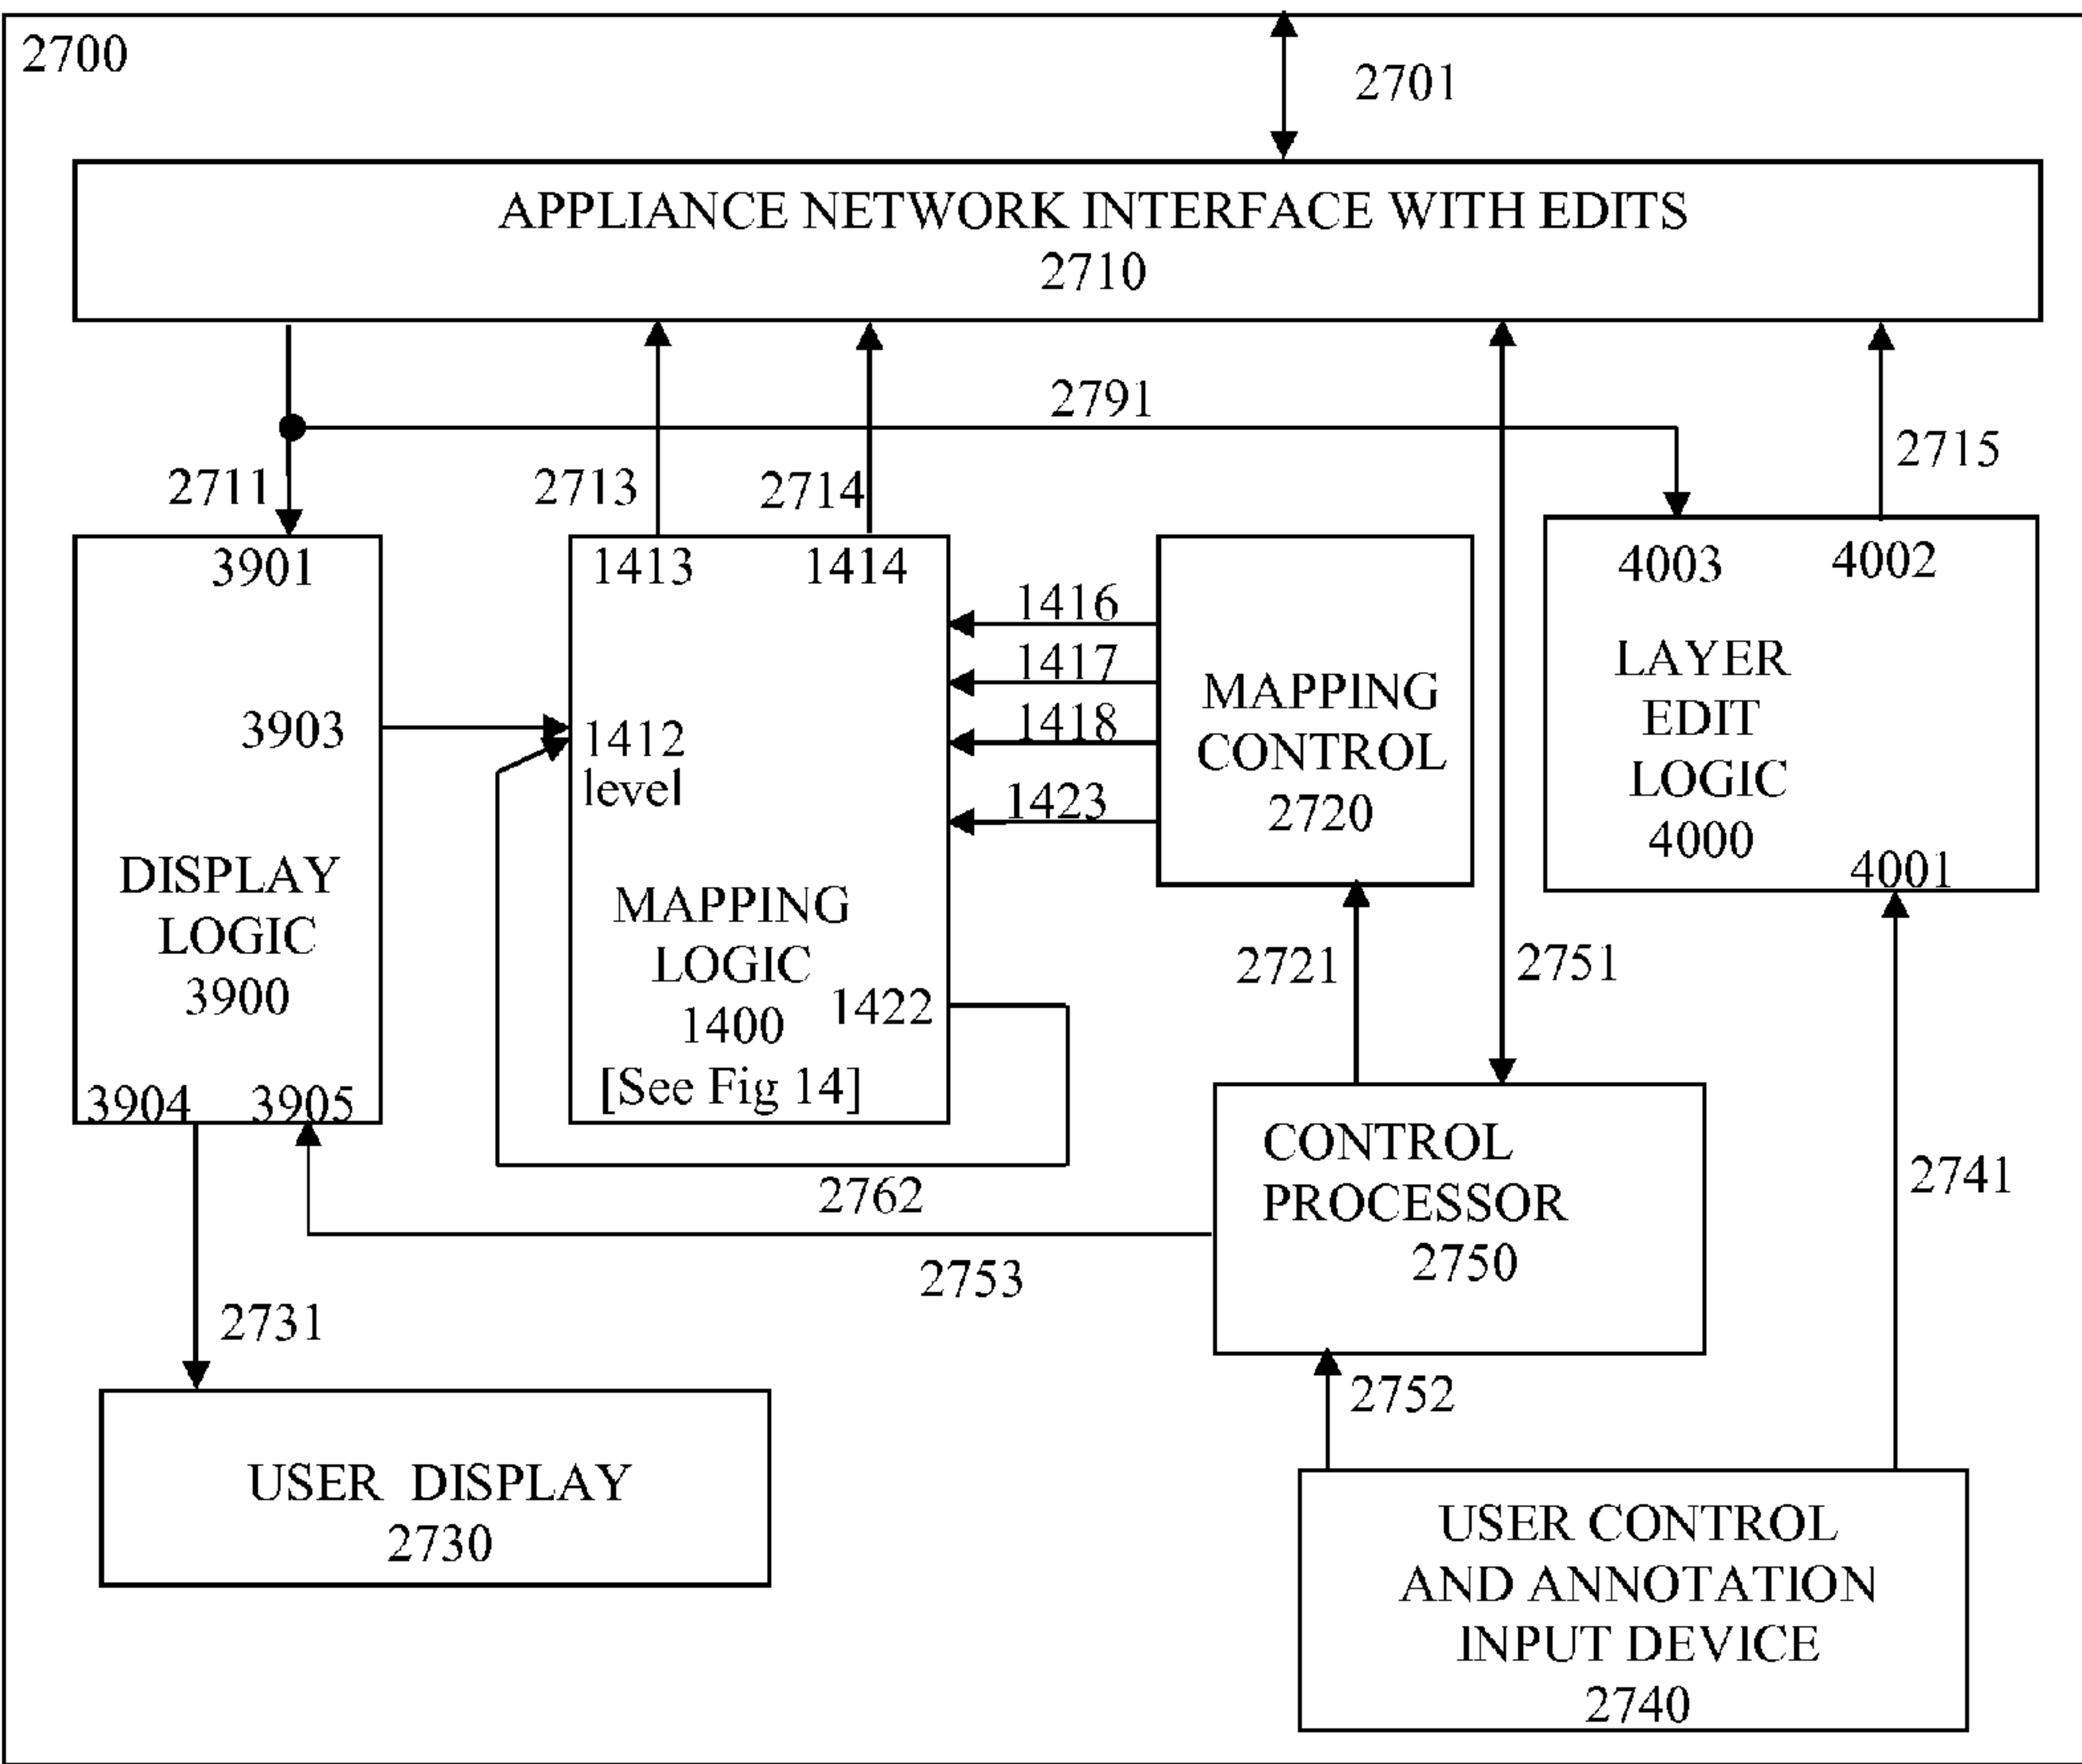 2700
2701
APPLIANCE NETWORK INTERFACE WITH EDITS
2710
2791
2711
2713
2714
2715
3901
3903
DISPLAY
LOGIC
3900
3904
3905
1413
1414
1412
level
MAPPING
LOGIC
1400
1422
[See Fig 14]
1416
1417
1418
1423
MAPPING
CONTROL
2720
4003
4002
LAYER
EDIT
LOGIC
4000
4001
2721
2751
2741
2762
2753
CONTROL
PROCESSOR
2750
2731
2752
USER DISPLAY
2730
USER CONTROL
AND ANNOTATION
INPUT DEVICE
2740